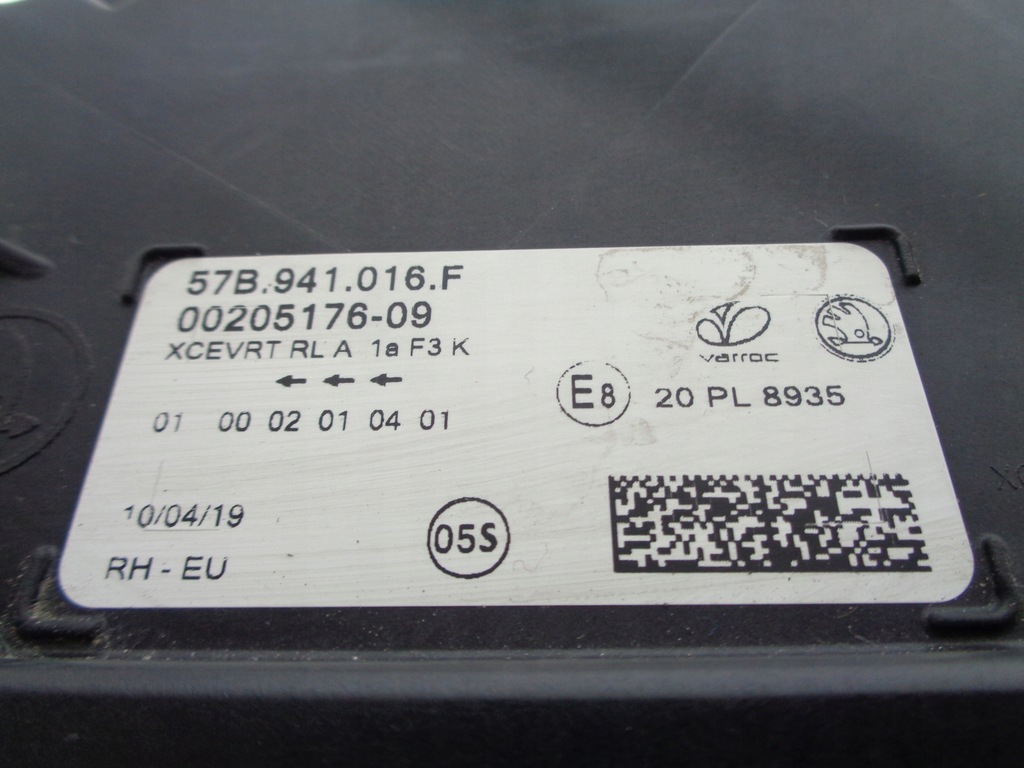 57B.941.016.F
00205176-09
XCEVRT RL A 1a F3 K
← ← ←
varroc
E8 20 PL 8935
01 00 02 01 04 01
10/04/19
05S
RH - EU